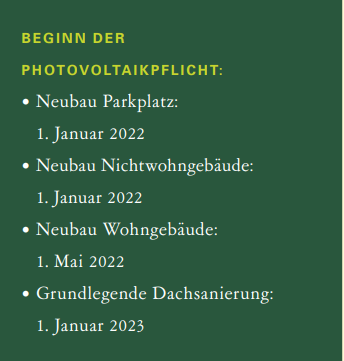 BEGINN DER
PHOTOVOLTAIKPFLICHT:
• Neubau Parkplatz:
1. Januar 2022
• Neubau Nichtwohngebäude:
1. Januar 2022
• Neubau Wohngebäude:
1. Mai 2022
• Grundlegende Dachsanierung:
1. Januar 2023